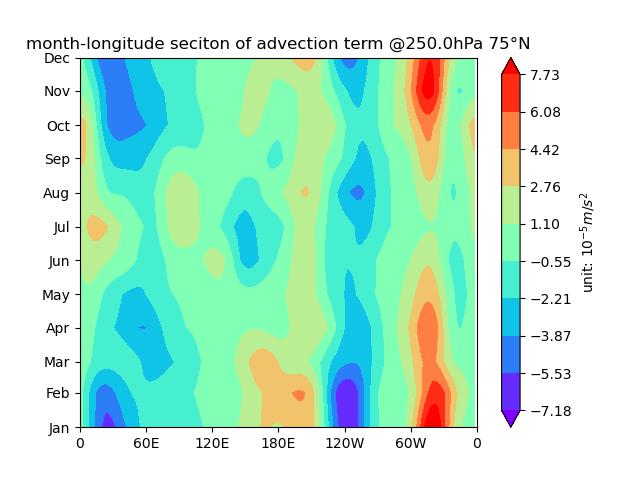 month-longitude seciton of advection term @250.0hPa 75°N
Dec
Nov
Oct
Sep
Aug
Jul
Jun
May
Apr
Mar
Feb
Jan
0
60E
120E
180E
120W
60W
0
7.73
6.08
4.42
2.76
1.10
−0.55
−2.21
−3.87
−5.53
−7.18
unit: 10⁻⁵m/s²